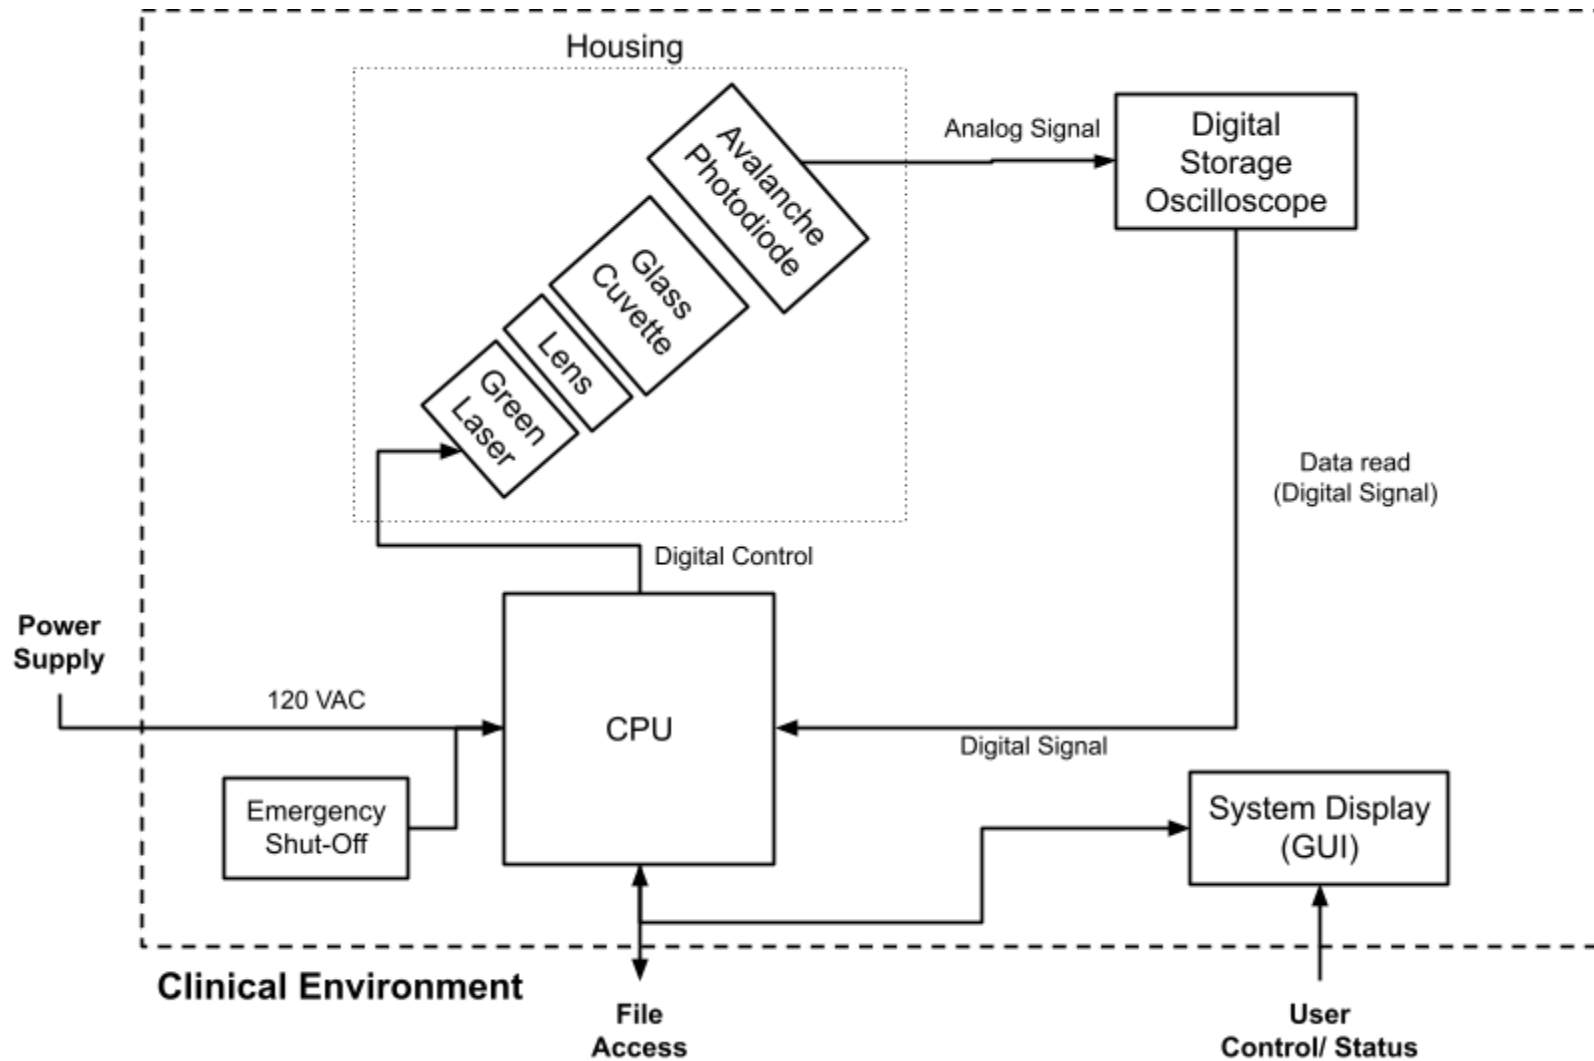 Housing
Avalanche
Photodiode
Glass
Cuvette
Lens
Green
Laser
Analog Signal
Digital
Storage
Oscilloscope
Data read
(Digital Signal)
Digital Control
Power
Supply
120 VAC
CPU
Digital Signal
Emergency
Shut-Off
System Display
(GUI)
Clinical Environment
File
Access
User
Control/ Status